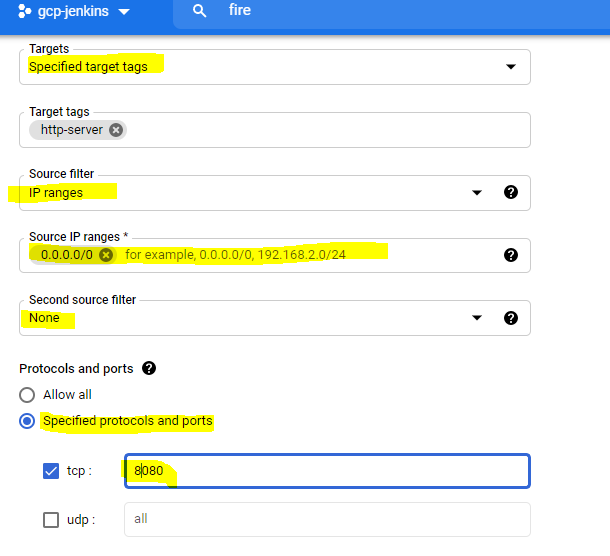 gcp-jenkins
fire
Targets
Specified target tags
Target tags
http-server
Source filter
IP ranges
Source IP ranges *
0.0.0.0/0 for example, 0.0.0.0/0, 192.168.2.0/24
Second source filter
None
Protocols and ports
Allow all
Specified protocols and ports
tcp : 8080
udp : all